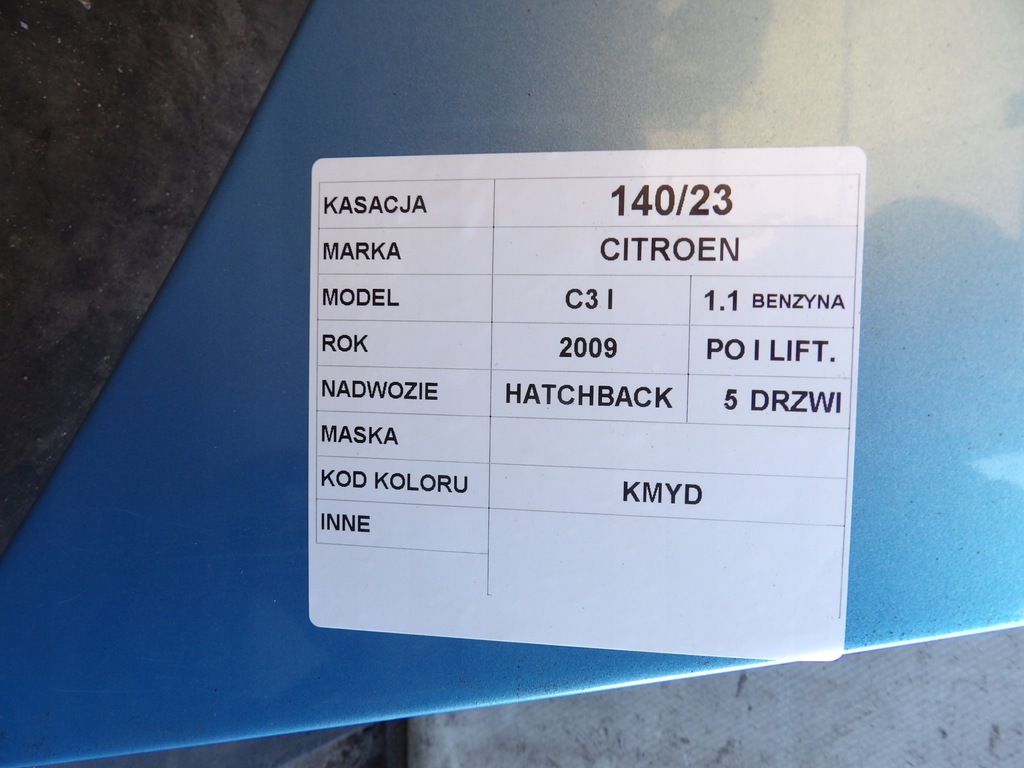 KASACJA 140/23
MARKA CITROEN
MODEL C3 I 1.1 BENZYNA
ROK 2009 PO I LIFT.
NADWOZIE HATCHBACK 5 DRZWI
MASKA
KOD KOLORU KMYD
INNE